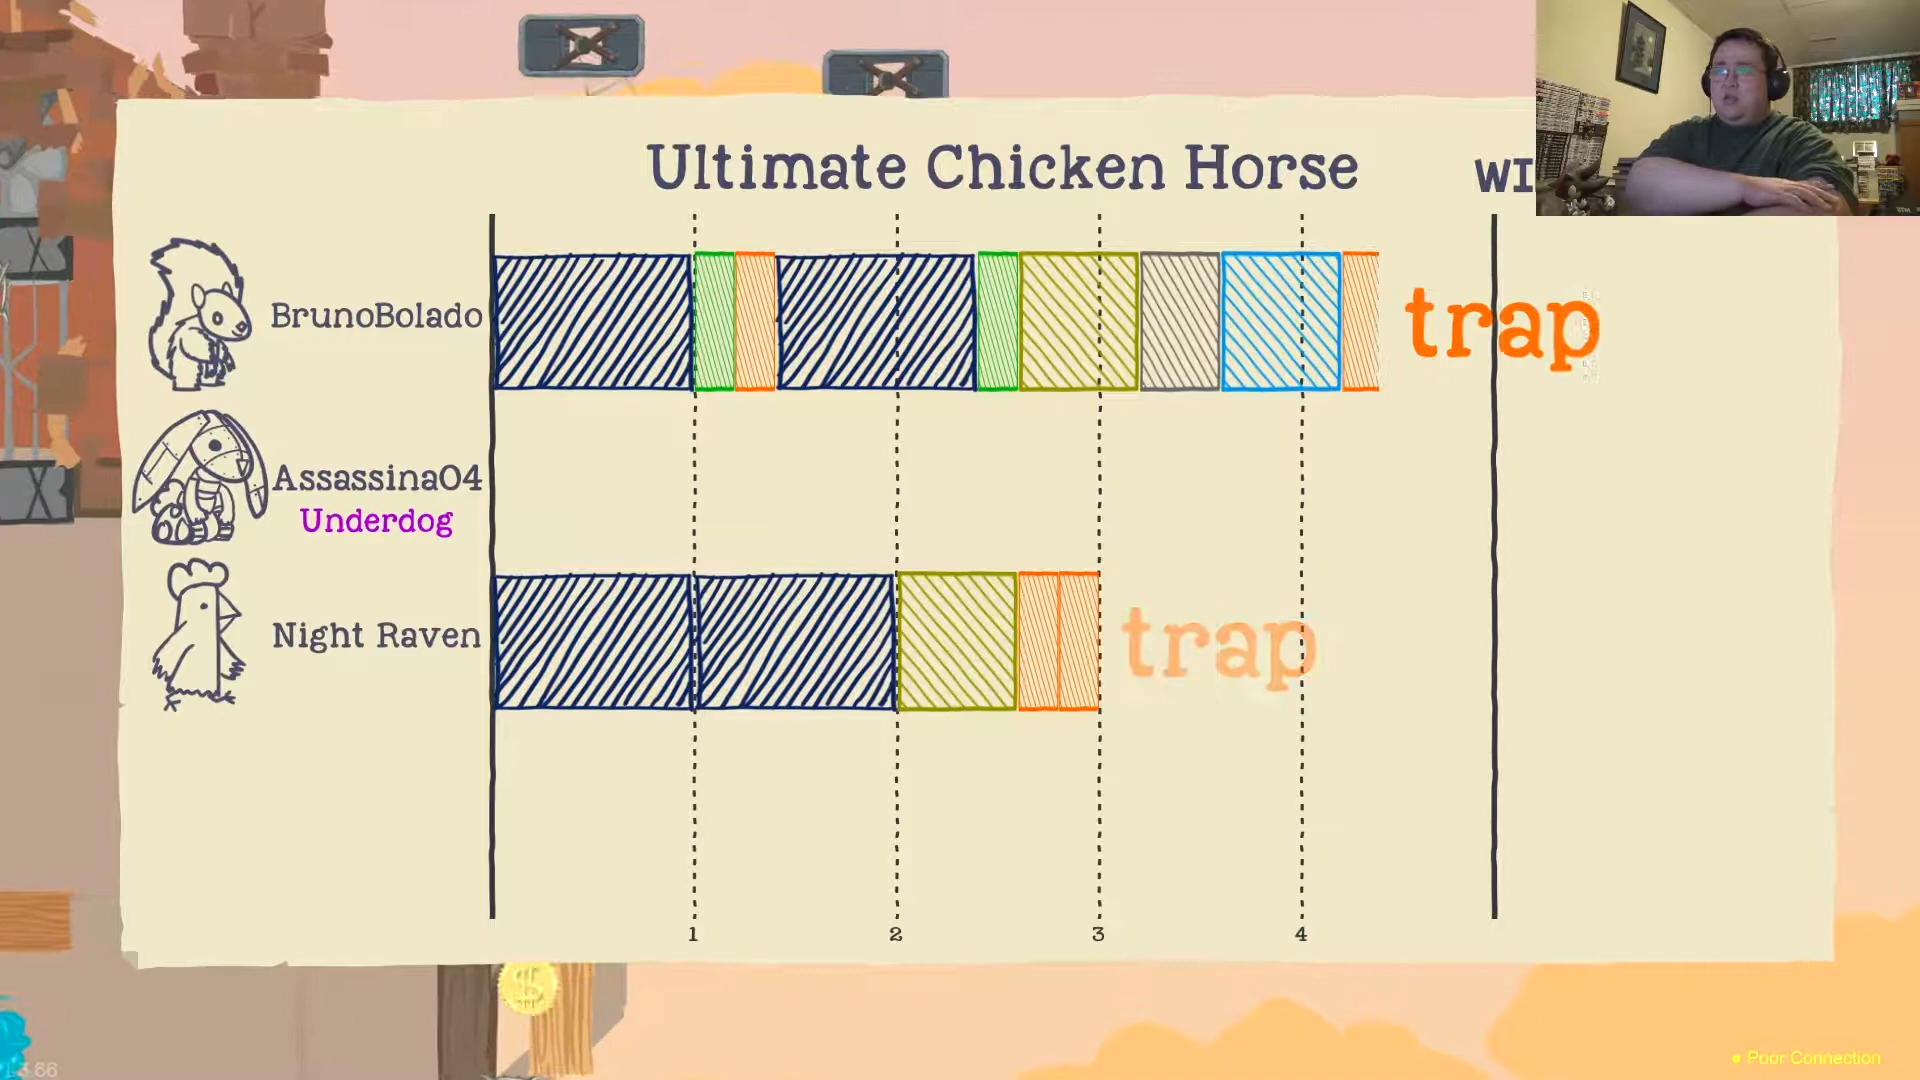 Ultimate Chicken Horse
WI
BrunoBolado
trap
Assassina04
Underdog
Night Raven
trap
1 2 3 4
$
Poor Connection